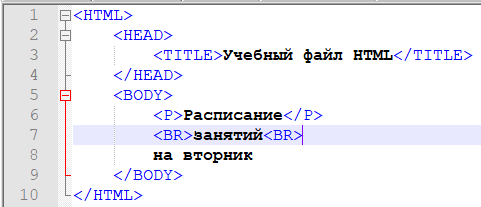 1 <HTML>
2 <HEAD>
3 <TITLE>Учебный файл HTML</TITLE>
4 </HEAD>
5 <BODY>
6 <P>Расписание</P>
7 <BR>занятий<BR>
8 на вторник
9 </BODY>
10 </HTML>